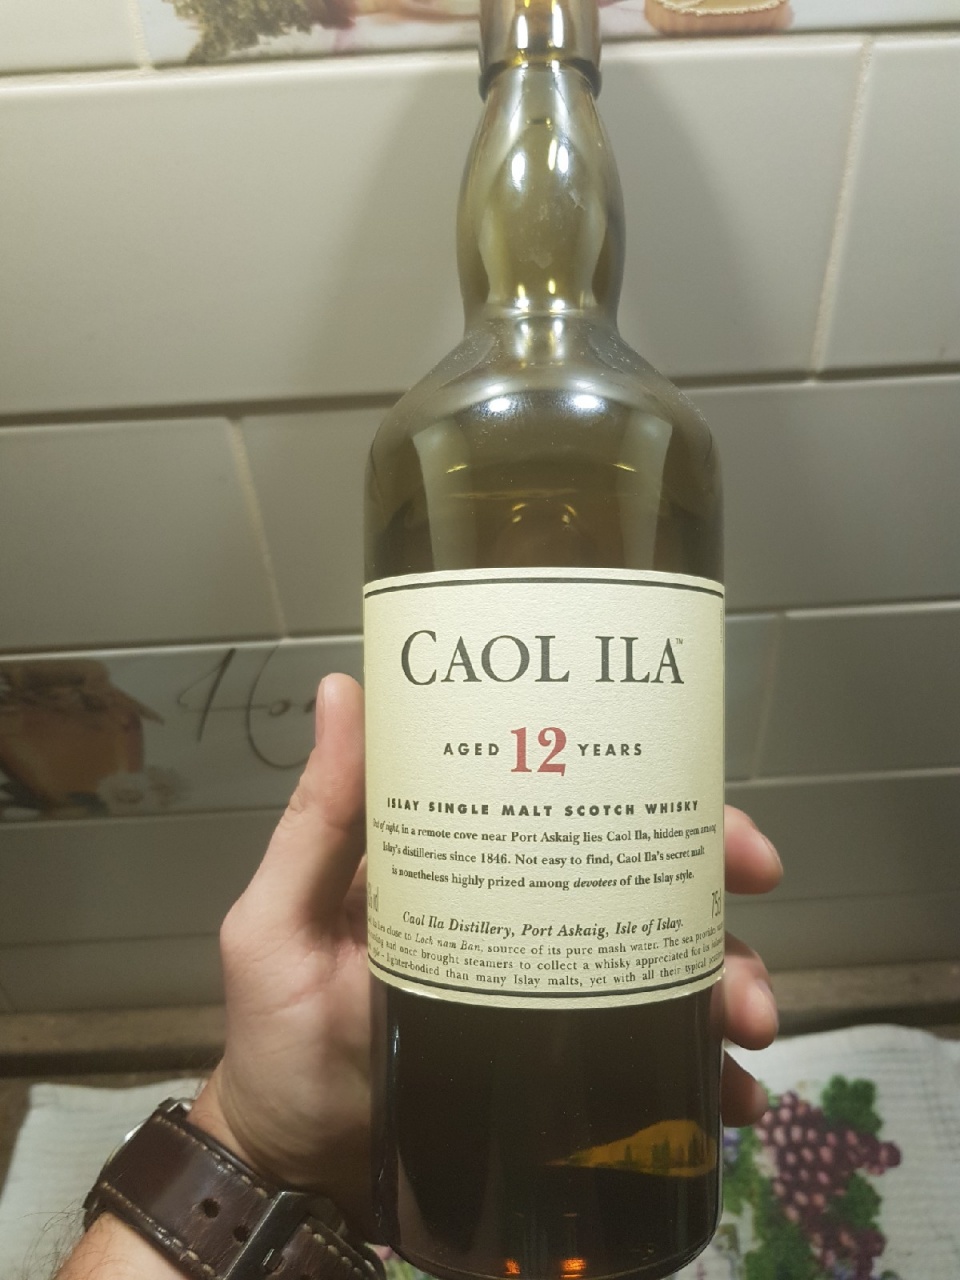 CAOL ILA™
AGED 12 YEARS
ISLAY SINGLE MALT SCOTCH WHISKY
of sight, in a remote cove near Port Askaig lies Caol Ila, hidden gem among
Islay's distilleries since 1846. Not easy to find, Caol Ila's secret malt
is nonetheless highly prized among devotees of the Islay style.
75cl
Caol Ila Distillery, Port Askaig, Isle of Islay.
lies close to Loch nam Ban, source of its pure mash water. The sea provides
and once brought steamers to collect a whisky appreciated for its
lighter-bodied than many Islay malts, yet with all their typical